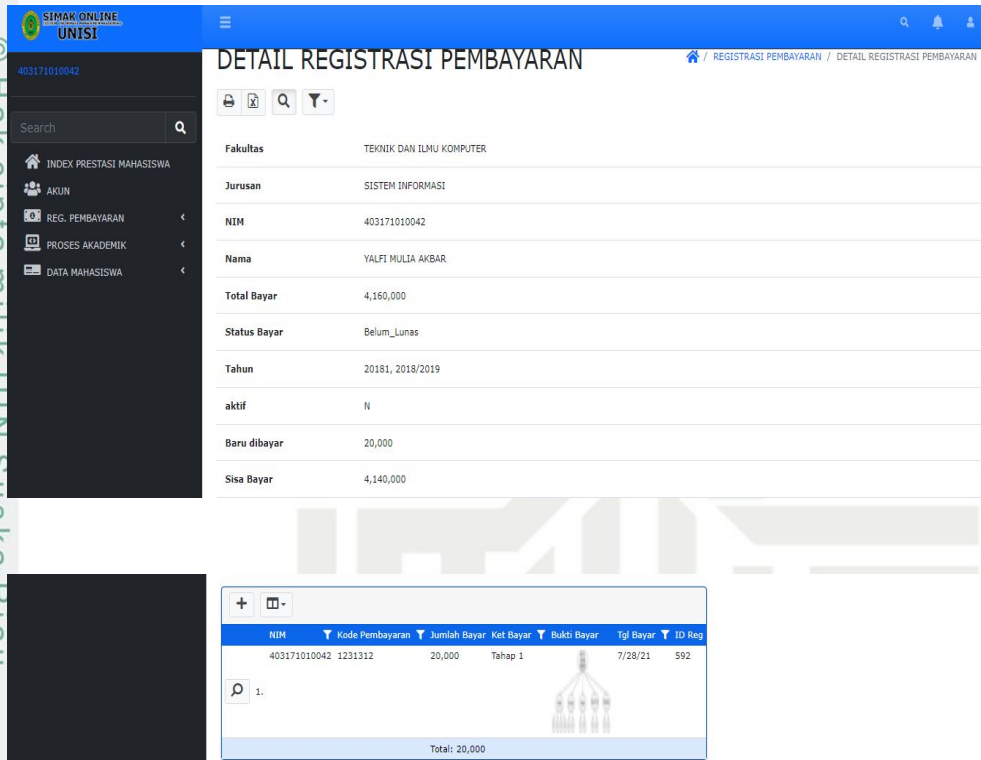 SIMAK ONLINE
UNISI
403171010042
Search
INDEX PRESTASI MAHASISWA
AKUN
REG. PEMBAYARAN
PROSES AKADEMIK
DATA MAHASISWA
DETAIL REGISTRASI PEMBAYARAN
/ REGISTRASI PEMBAYARAN / DETAIL REGISTRASI PEMBAYARAN
Fakultas TEKNIK DAN ILMU KOMPUTER
Jurusan SISTEM INFORMASI
NIM 403171010042
Nama YALFI MULIA AKBAR
Total Bayar 4,160,000
Status Bayar Belum_Lunas
Tahun 20181, 2018/2019
aktif N
Baru dibayar 20,000
Sisa Bayar 4,140,000
NIM Kode Pembayaran Jumlah Bayar Ket Bayar Bukti Bayar Tgl Bayar ID Reg
1. 403171010042 1231312 20,000 Tahap 1 7/28/21 592
Total: 20,000